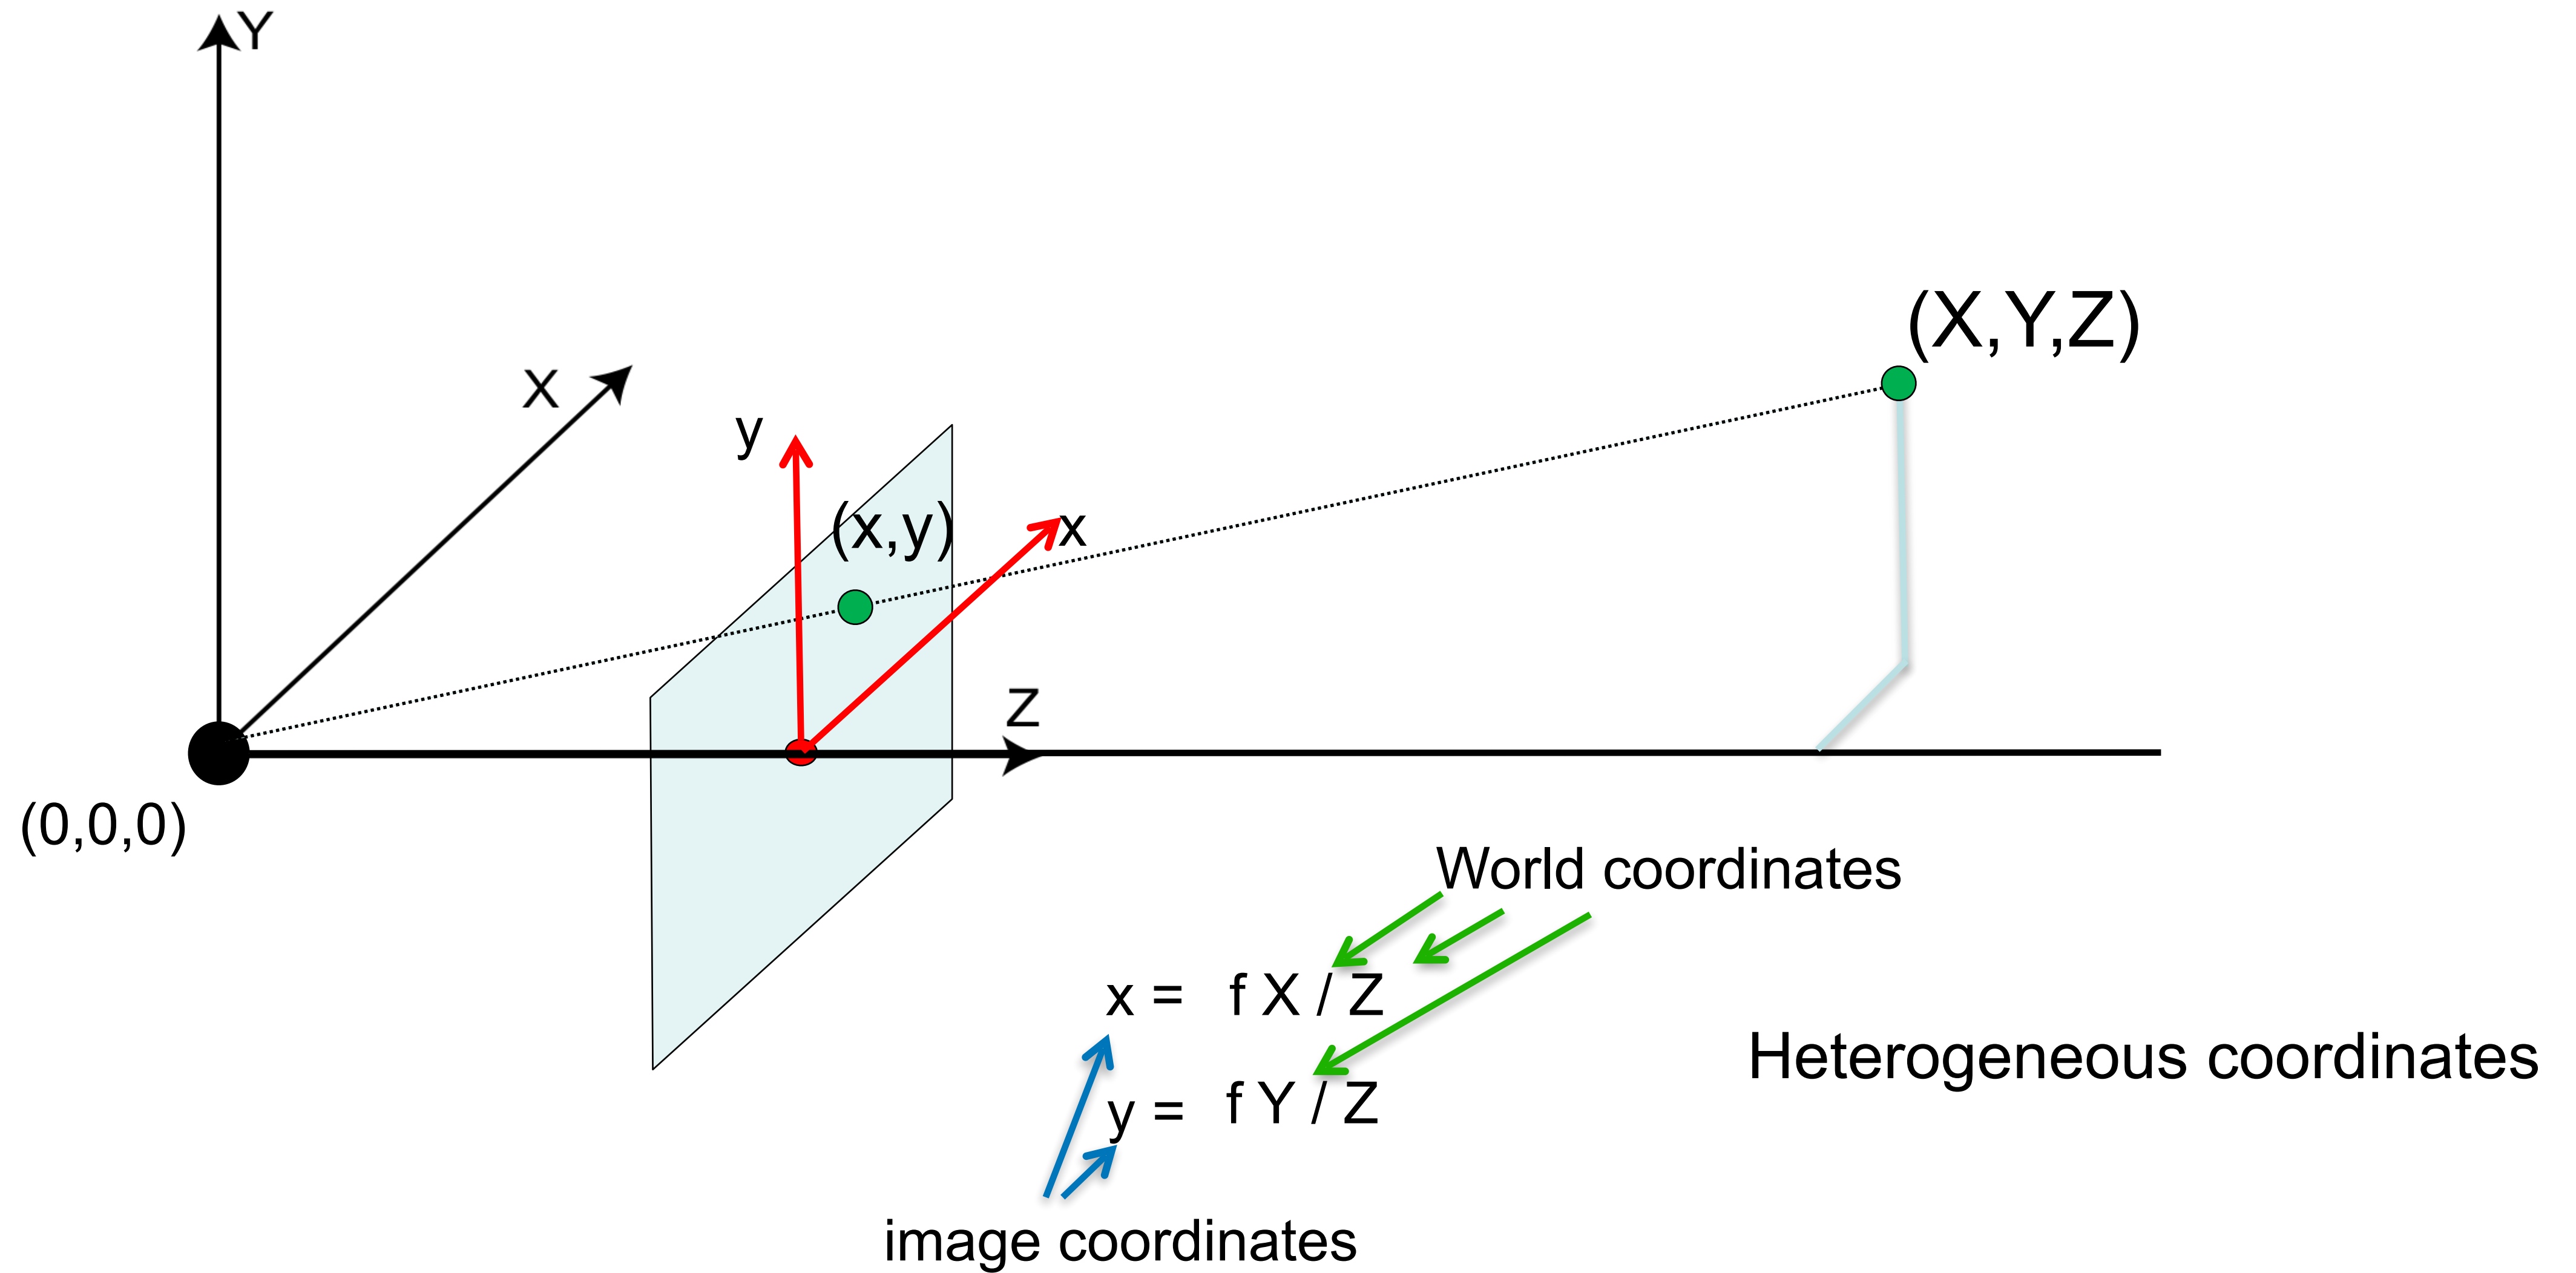 Y
(X,Y,Z)
X
y
(x,y)
x
Z
(0,0,0)
World coordinates
x = f X / Z
Heterogeneous coordinates
y = f Y / Z
image coordinates